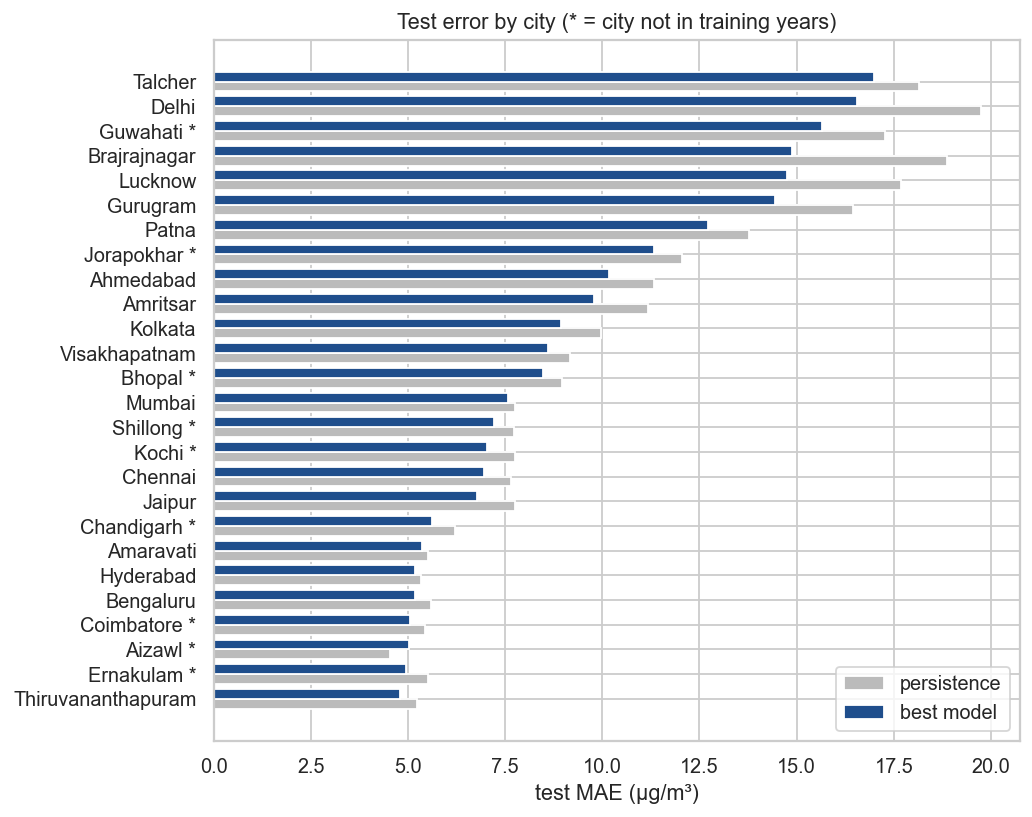 Test error by city (* = city not in training years)
Talcher
Delhi
Guwahati *
Brajrajnagar
Lucknow
Gurugram
Patna
Jorapokhar *
Ahmedabad
Amritsar
Kolkata
Visakhapatnam
Bhopal *
Mumbai
Shillong *
Kochi *
Chennai
Jaipur
Chandigarh *
Amaravati
Hyderabad
Bengaluru
Coimbatore *
Aizawl *
Ernakulam *
Thiruvananthapuram
persistence
best model
0.0 2.5 5.0 7.5 10.0 12.5 15.0 17.5 20.0
test MAE (µg/m³)